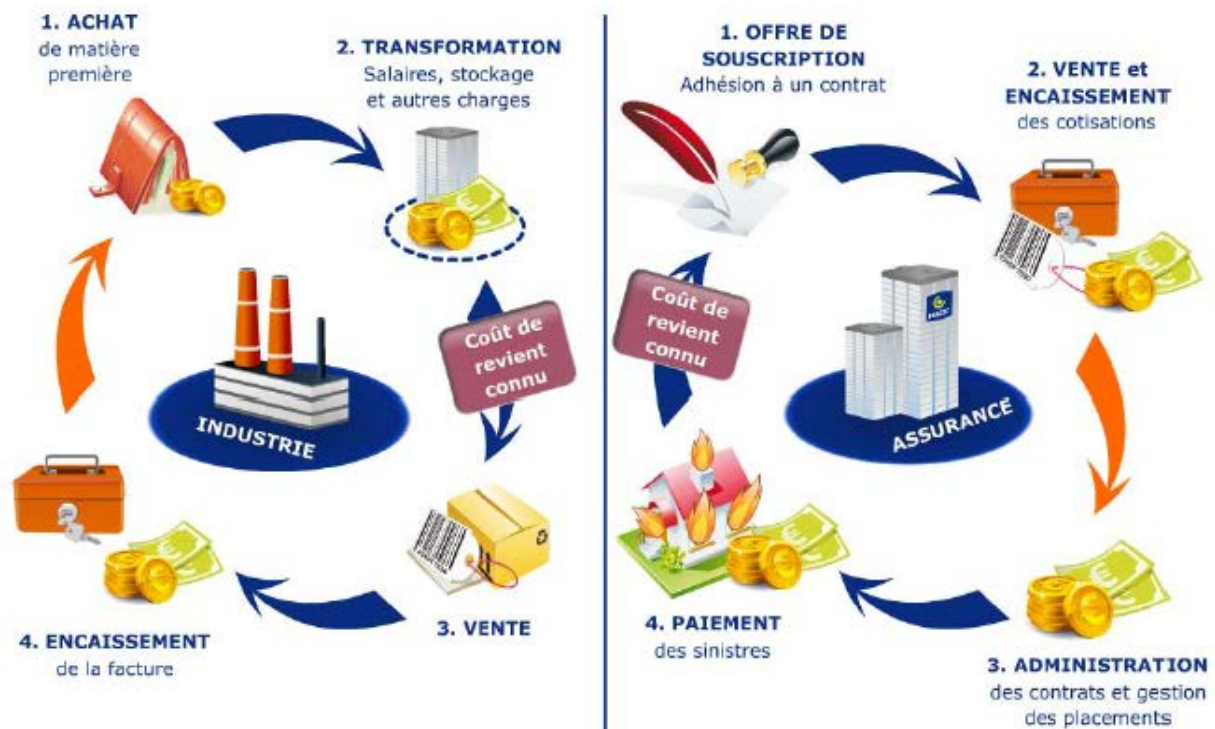 1. ACHAT
de matière
première
2. TRANSFORMATION
Salaires, stockage
et autres charges
Coût de
revient
connu
INDUSTRIE
3. VENTE
4. ENCAISSEMENT
de la facture
1. OFFRE DE
SOUSCRIPTION
Adhésion à un contrat
2. VENTE et
ENCAISSEMENT
des cotisations
Coût de
revient
connu
ASSURANCE
4. PAIEMENT
des sinistres
3. ADMINISTRATION
des contrats et gestion
des placements